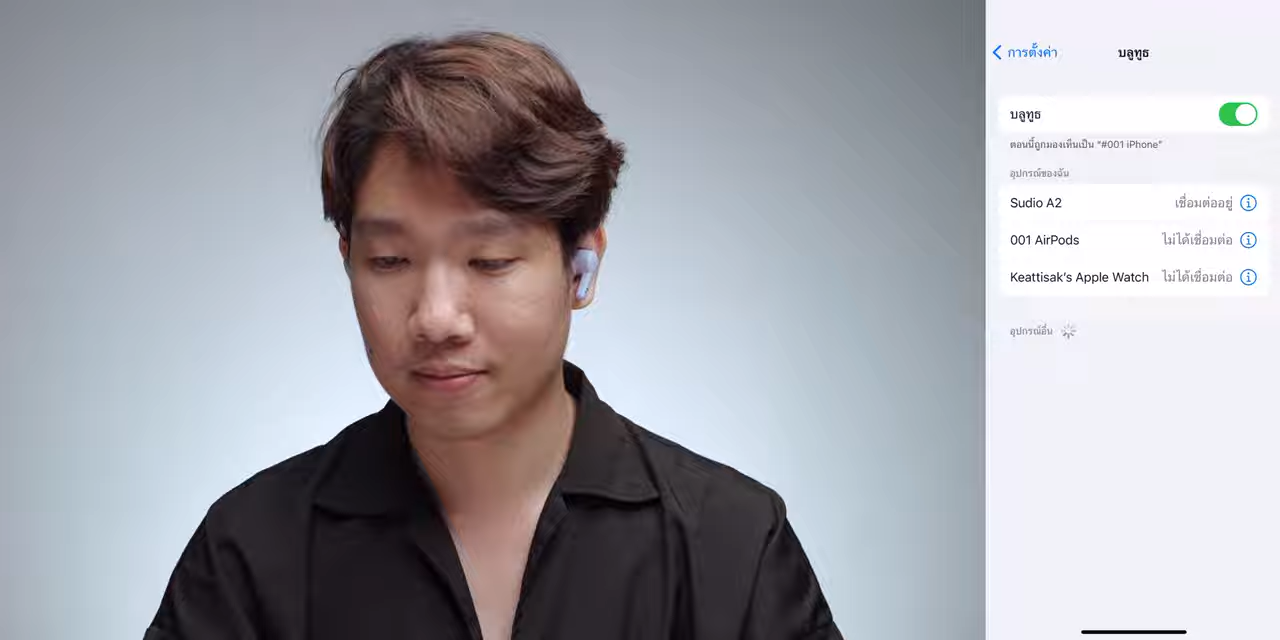 การตั้งค่า บลูทูธ
บลูทูธ
ตอนนี้ถูกมองเห็นเป็น "#001 iPhone"
อุปกรณ์ของฉัน
Sudio A2 เชื่อมต่ออยู่
001 AirPods ไม่ได้เชื่อมต่อ
Keattisak's Apple Watch ไม่ได้เชื่อมต่อ
อุปกรณ์อื่น